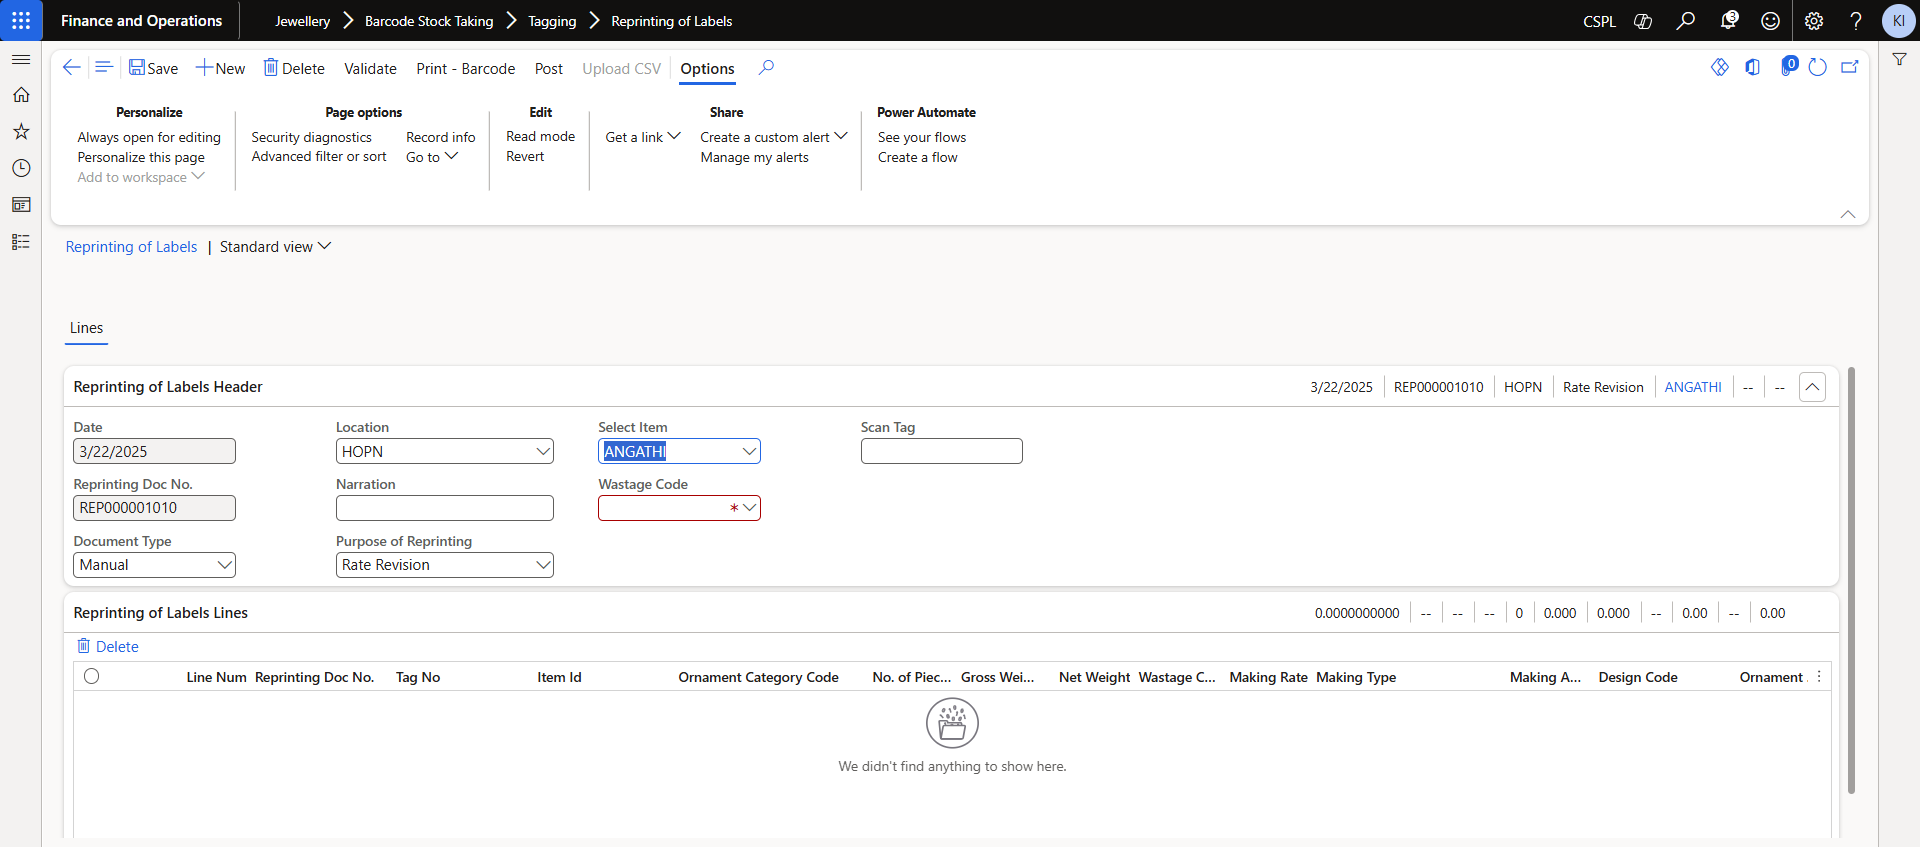 Finance and Operations Jewellery Barcode Stock Taking Tagging Reprinting of Labels CSPL 3 KI
Save New Delete Validate Print - Barcode Post Upload CSV Options 0
Personalize Page options Edit Share Power Automate
Always open for editing Security diagnostics Record info Read mode Get a link Create a custom alert See your flows
Personalize this page Advanced filter or sort Go to Revert Manage my alerts Create a flow
Add to workspace
Reprinting of Labels | Standard view
Lines
Reprinting of Labels Header 3/22/2025 REP000001010 HOPN Rate Revision ANGATHI -- --
Date Location Select Item Scan Tag
3/22/2025 HOPN ANGATHI
Reprinting Doc No. Narration Wastage Code
REP000001010 *
Document Type Purpose of Reprinting
Manual Rate Revision
Reprinting of Labels Lines 0.0000000000 -- -- -- 0 0.000 0.000 -- 0.00 -- 0.00
Delete
Line Num Reprinting Doc No. Tag No Item Id Ornament Category Code No. of Piec... Gross Wei... Net Weight Wastage C... Making Rate Making Type Making A... Design Code Ornament
We didn't find anything to show here.